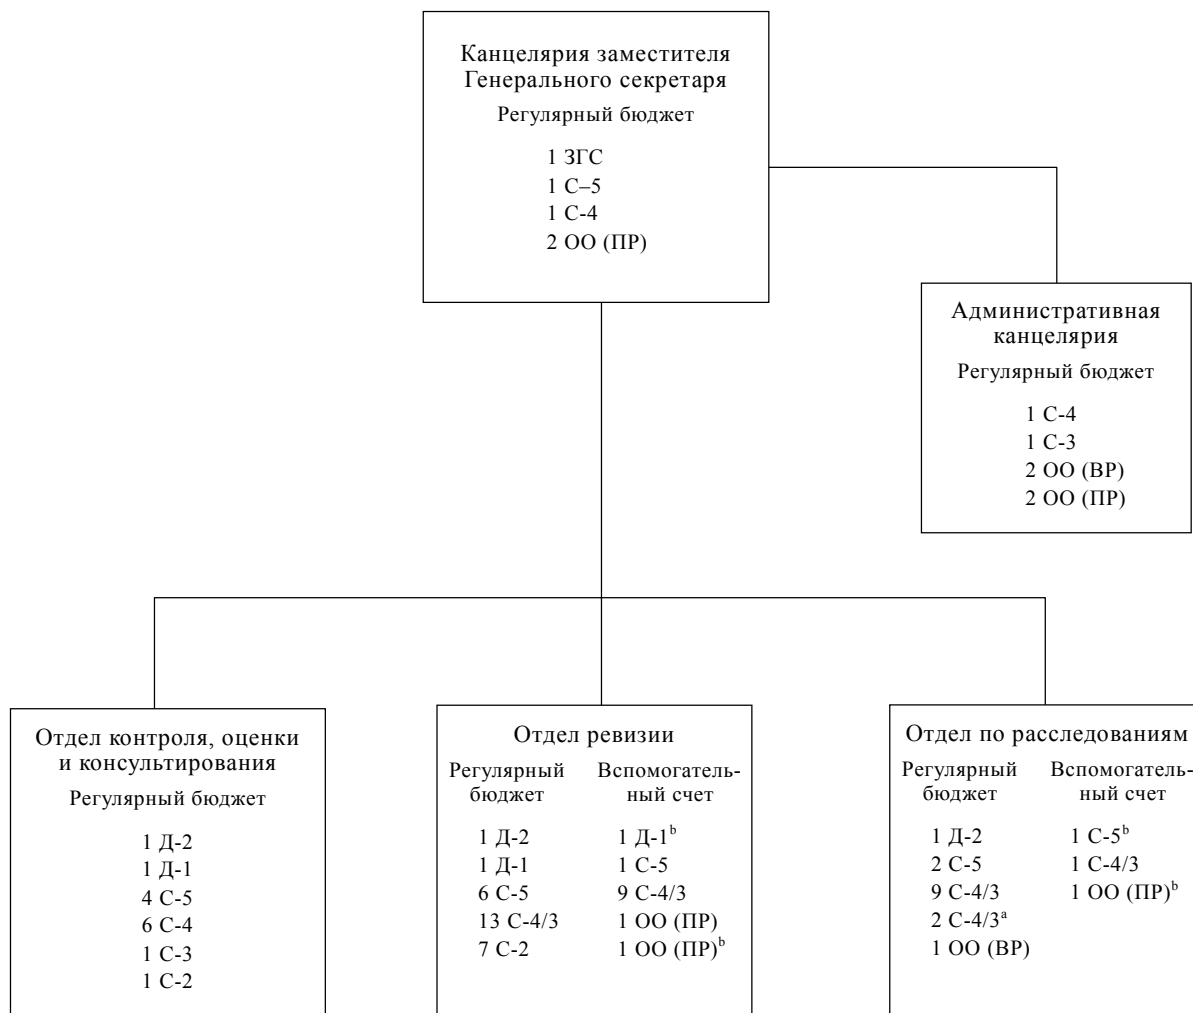 Канцелярия заместителя
Генерального секретаря
Регулярный бюджет
1 ЗГС
1 С–5
1 С-4
2 ОО (ПР)
Административная
канцелярия
Регулярный бюджет
1 С-4
1 С-3
2 ОО (ВР)
2 ОО (ПР)
Отдел контроля, оценки
и консультирования
Регулярный бюджет
1 Д-2
1 Д-1
4 С-5
6 С-4
1 С-3
1 С-2
Отдел ревизии
Регулярный
бюджет
1 Д-2
1 Д-1
6 С-5
13 С-4/3
7 С-2
Вспомогатель-
ный счет
1 Д-1ᵇ
1 С-5
9 С-4/3
1 ОО (ПР)
1 ОО (ПР)ᵇ
Отдел по расследованиям
Регулярный
бюджет
1 Д-2
2 С-5
9 С-4/3
2 С-4/3ᵃ
1 ОО (ВР)
Вспомогатель-
ный счет
1 С-5ᵇ
1 С-4/3
1 ОО (ПР)ᵇ